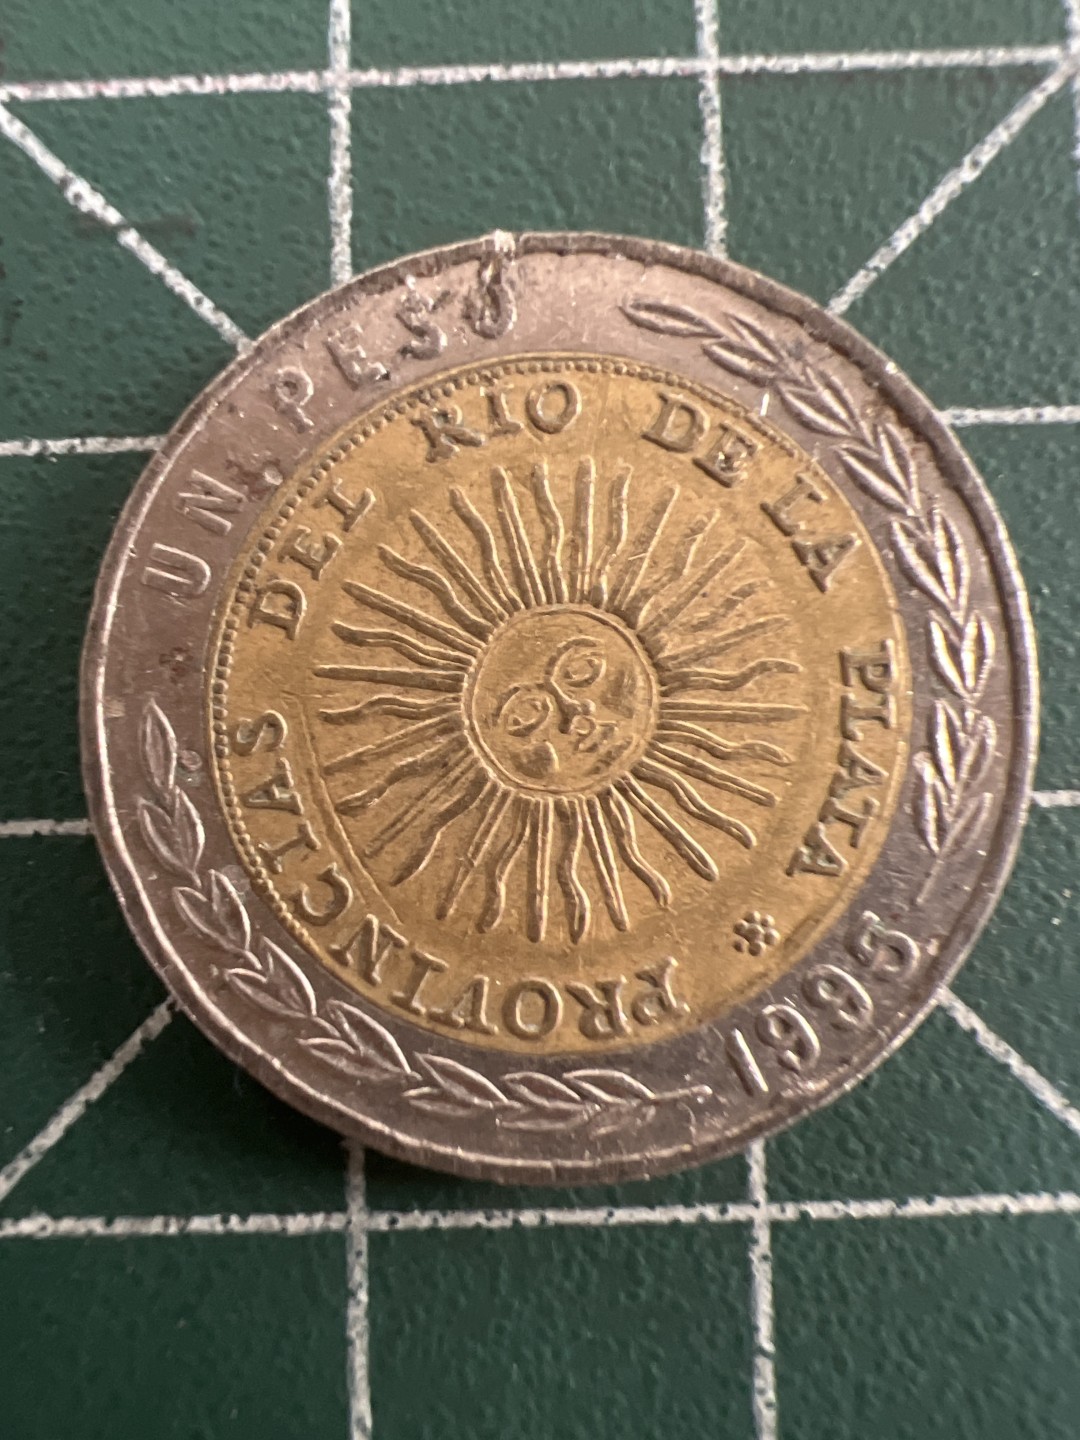 UN PESO
PROVINCIAS DEL RIO DE LA PLATA
1995